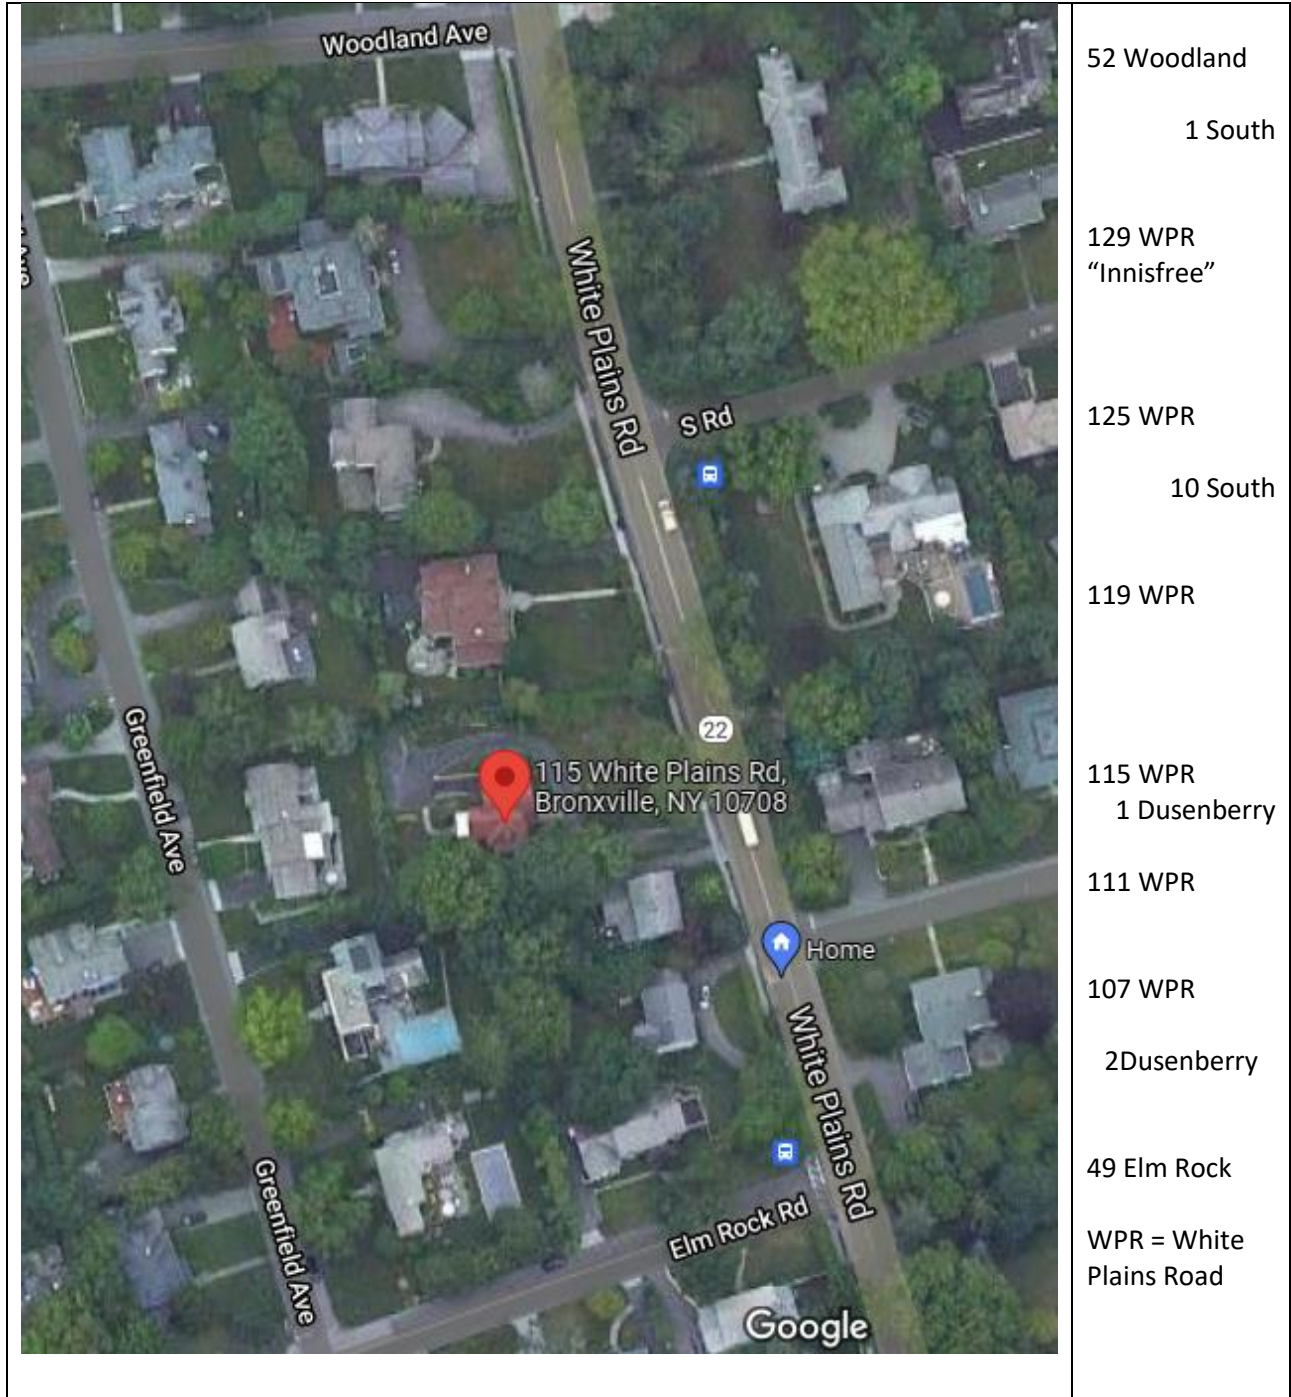 Woodland Ave
White Plains Rd
S Rd
22
115 White Plains Rd,
Bronxville, NY 10708
Greenfield Ave
Home
White Plains Rd
Greenfield Ave
Elm Rock Rd
Google
52 Woodland
1 South
129 WPR
“Innisfree”
125 WPR
10 South
119 WPR
115 WPR
1 Dusenberry
111 WPR
107 WPR
2Dusenberry
49 Elm Rock
WPR = White
Plains Road